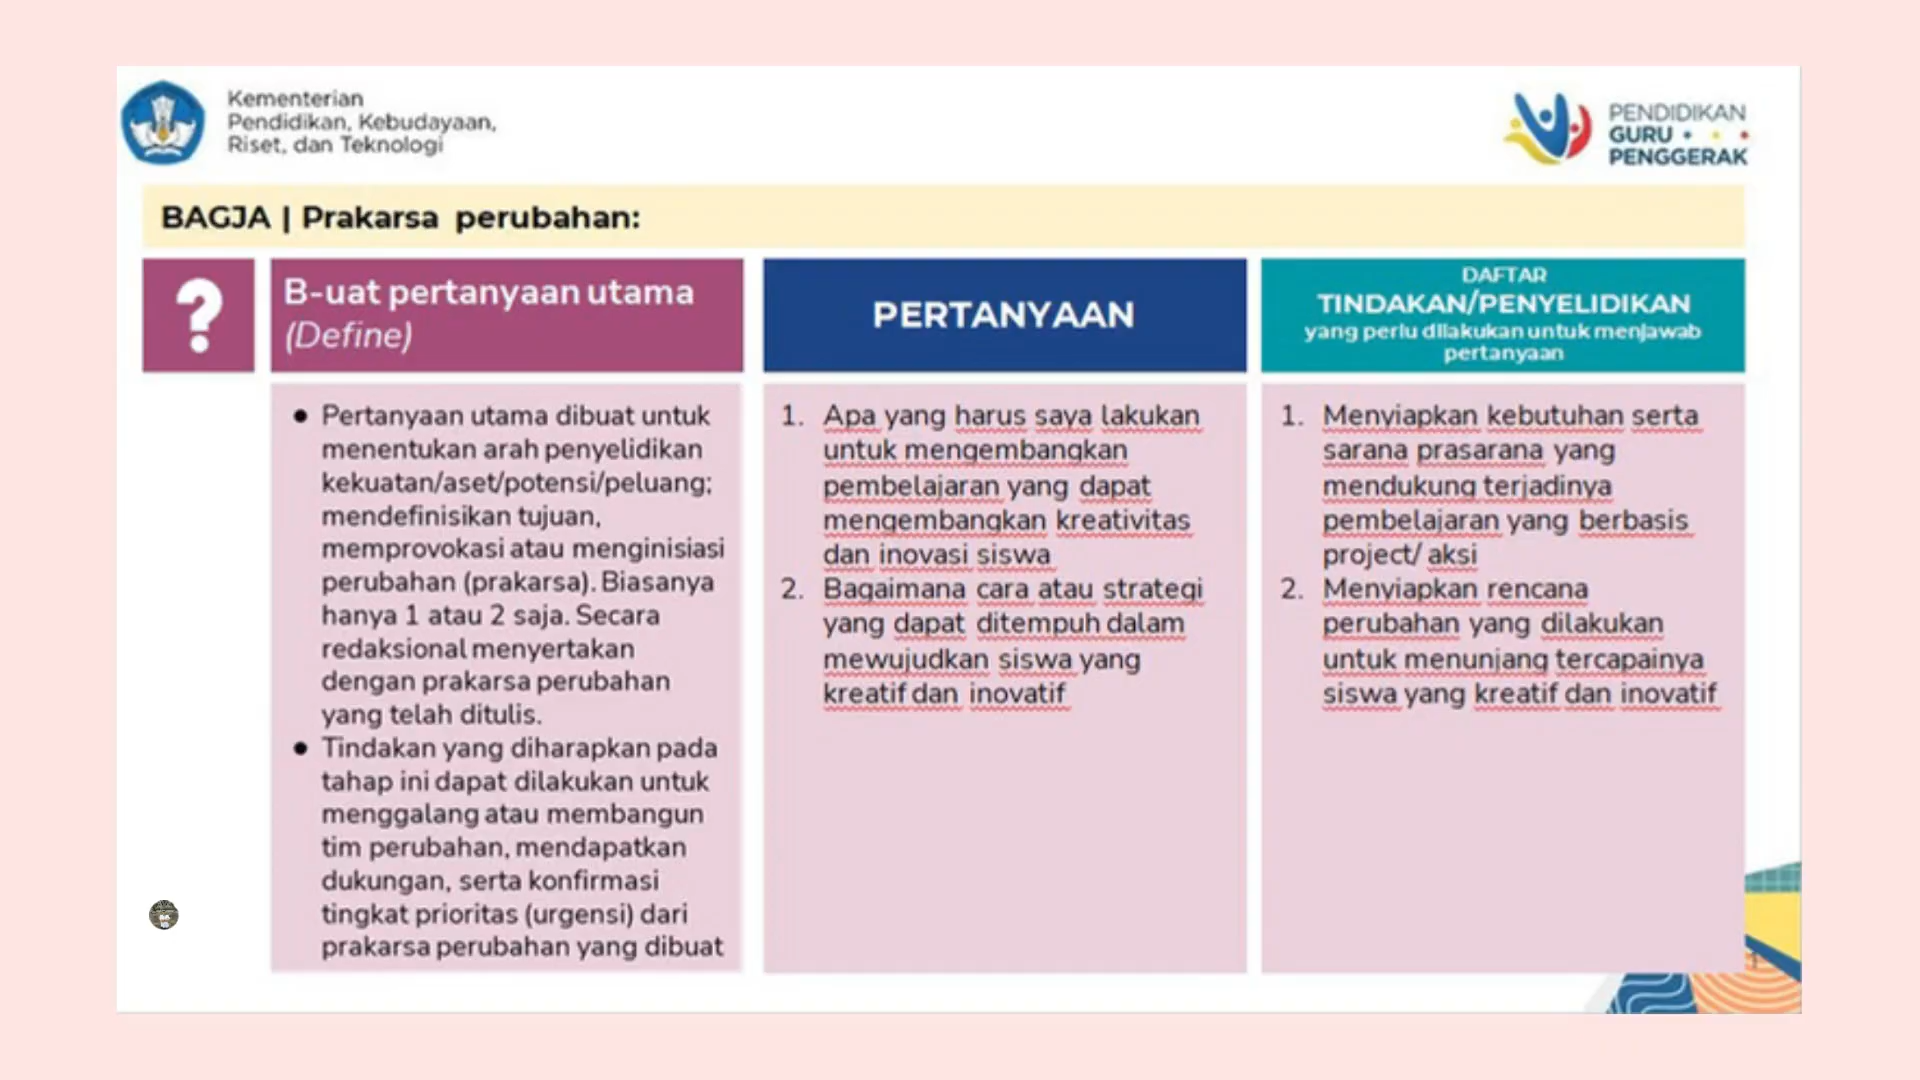 Kementerian
Pendidikan, Kebudayaan,
Riset, dan Teknologi
PENDIDIKAN
GURU
PENGGERAK
BAGJA | Prakarsa perubahan:
?
B-uat pertanyaan utama
(Define)
PERTANYAAN
DAFTAR
TINDAKAN/PENYELIDIKAN
yang perlu dilakukan untuk menjawab
pertanyaan
● Pertanyaan utama dibuat untuk
menentukan arah penyelidikan
kekuatan/aset/potensi/peluang;
mendefinisikan tujuan,
memprovokasi atau menginisiasi
perubahan (prakarsa). Biasanya
hanya 1 atau 2 saja. Secara
redaksional menyertakan
dengan prakarsa perubahan
yang telah ditulis.
● Tindakan yang diharapkan pada
tahap ini dapat dilakukan untuk
menggalang atau membangun
tim perubahan, mendapatkan
dukungan, serta konfirmasi
tingkat prioritas (urgensi) dari
prakarsa perubahan yang dibuat
1. Apa yang harus saya lakukan
untuk mengembangkan
pembelajaran yang dapat
mengembangkan kreativitas
dan inovasi siswa
2. Bagaimana cara atau strategi
yang dapat ditempuh dalam
mewujudkan siswa yang
kreatif dan inovatif
1. Menyiapkan kebutuhan serta
sarana prasarana yang
mendukung terjadinya
pembelajaran yang berbasis
project/ aksi
2. Menyiapkan rencana
perubahan yang dilakukan
untuk menunjang tercapainya
siswa yang kreatif dan inovatif